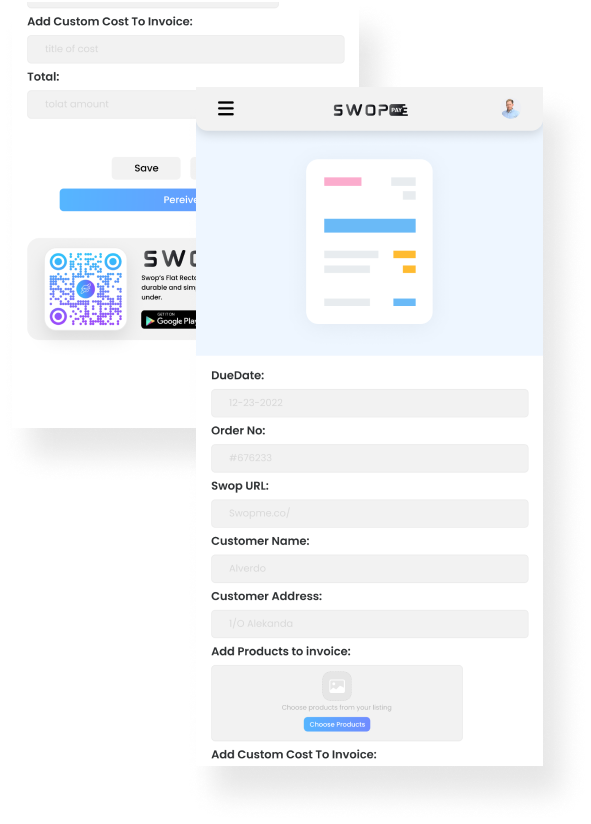 Add Custom Cost To Invoice:
title of cost
Total:
tolat amount
Save
Pereive
SWO
Swop's Flat Recta
durable and sim
under.
GET IT ON
Google Play
SWOP PAY
DueDate:
12-23-2022
Order No:
#676233
Swop URL:
Swopme.co/
Customer Name:
Alverdo
Customer Address:
1/O Alekanda
Add Products to invoice:
Choose products from your listing
Choose Products
Add Custom Cost To Invoice: